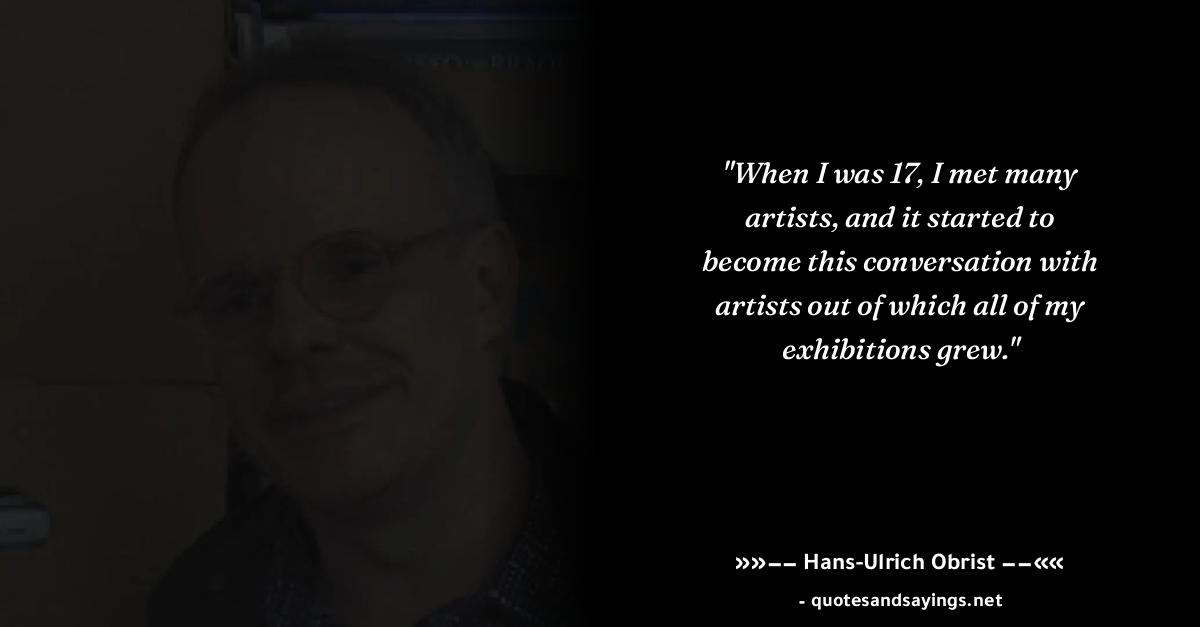 "When I was 17, I met many
artists, and it started to
become this conversation with
artists out of which all of my
exhibitions grew."
»»–– Hans-Ulrich Obrist ––««
- quotesandsayings.net